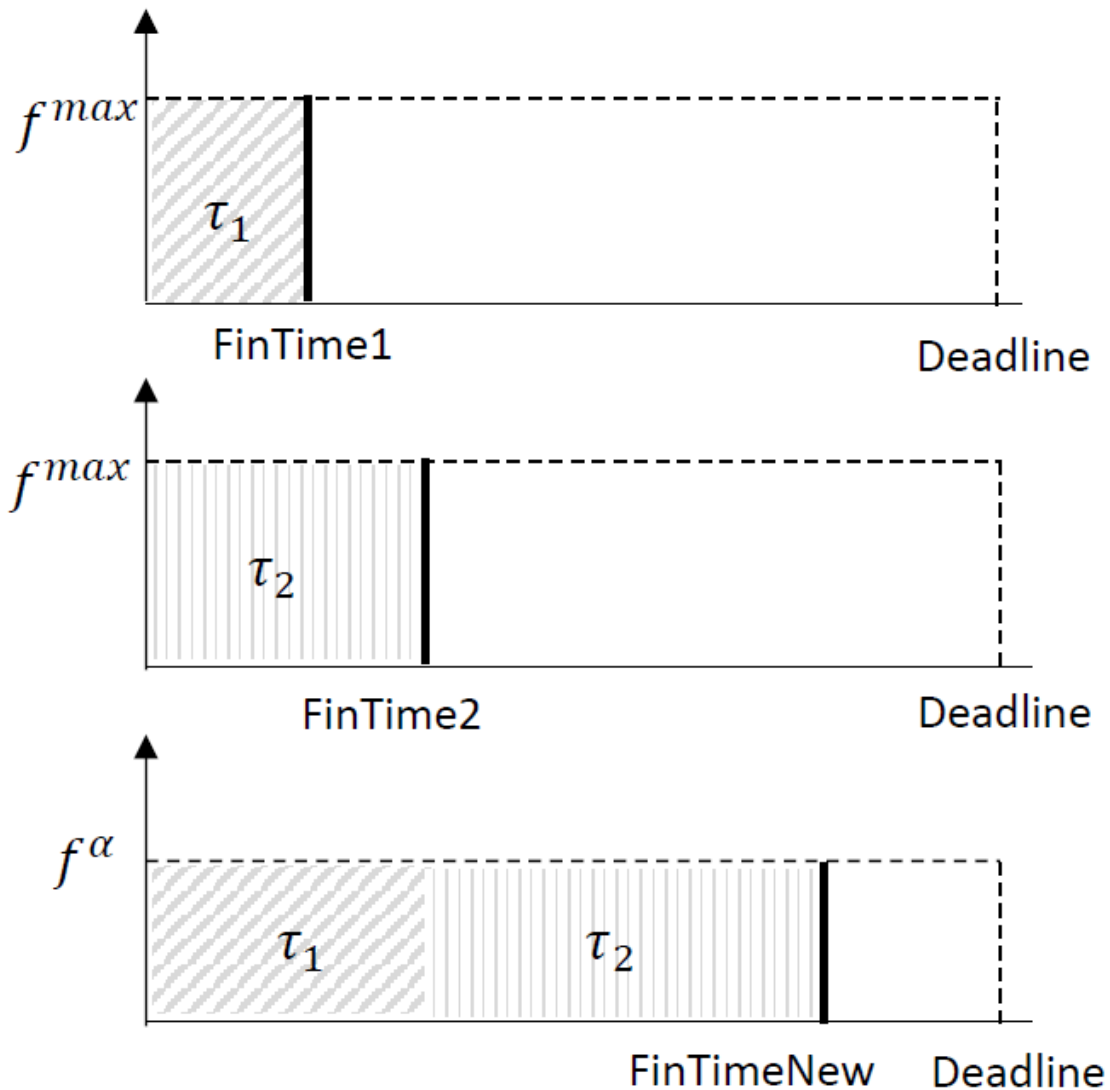 f^max
τ₁
FinTime1
Deadline
f^max
τ₂
FinTime2
Deadline
f^α
τ₁ τ₂
FinTimeNew Deadline